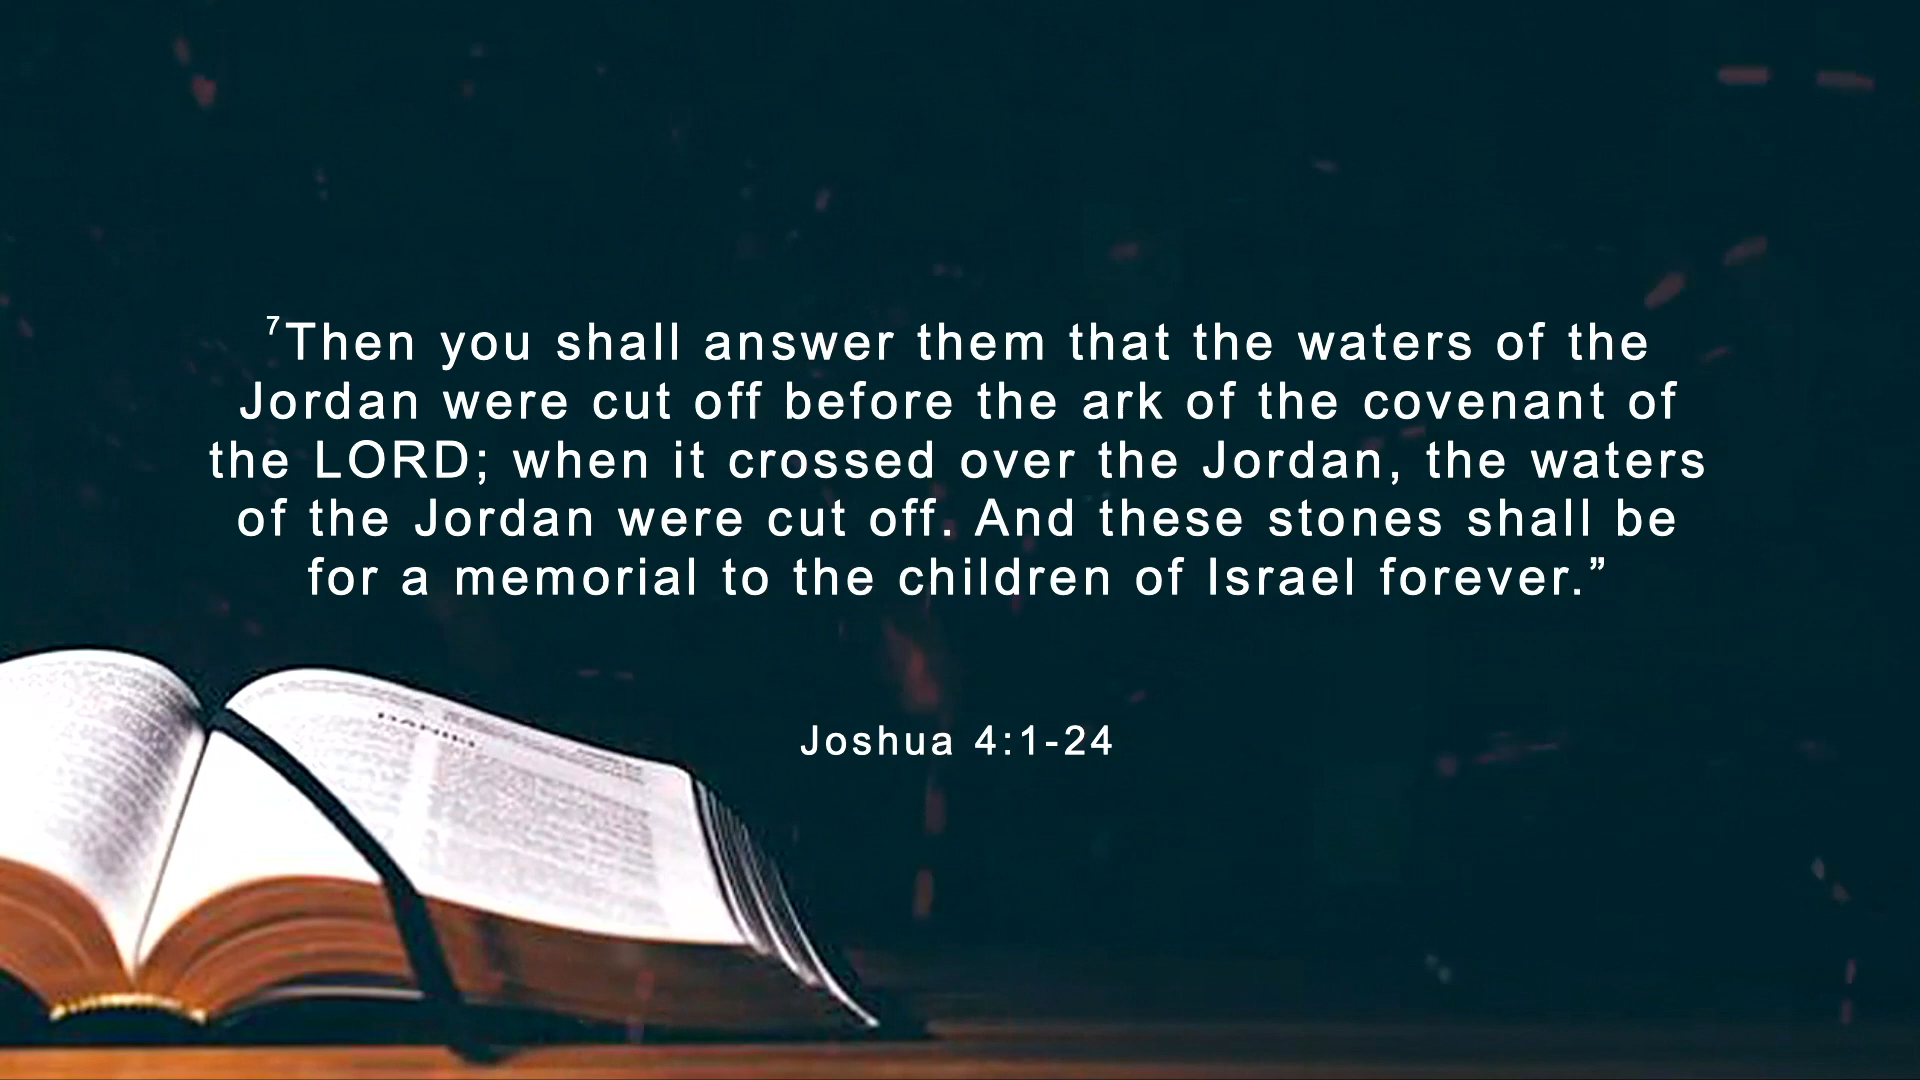 ⁷Then you shall answer them that the waters of the
Jordan were cut off before the ark of the covenant of
the LORD; when it crossed over the Jordan, the waters
of the Jordan were cut off. And these stones shall be
for a memorial to the children of Israel forever.”
Joshua 4:1-24